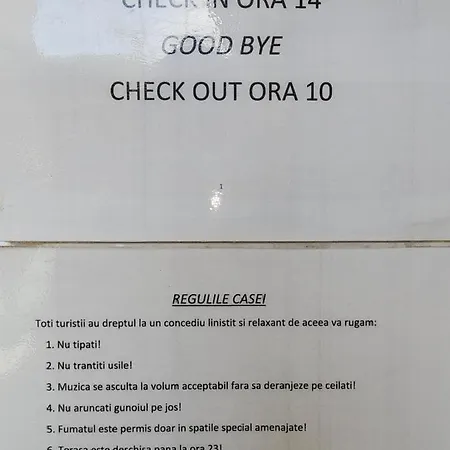 CHECK IN ORA 14
GOOD BYE
CHECK OUT ORA 10
1
REGULILE CASEI
Toti turistii au dreptul la un concediu linistit si relaxant de aceea va rugam:
1. Nu tipati!
2. Nu trantiti usile!
3. Muzica se asculta la volum acceptabil fara sa deranjeze pe ceilati!
4. Nu aruncati gunoiul pe jos!
5. Fumatul este permis doar in spatile special amenajate!
6. Terasa este deschisa pana la ora 23!